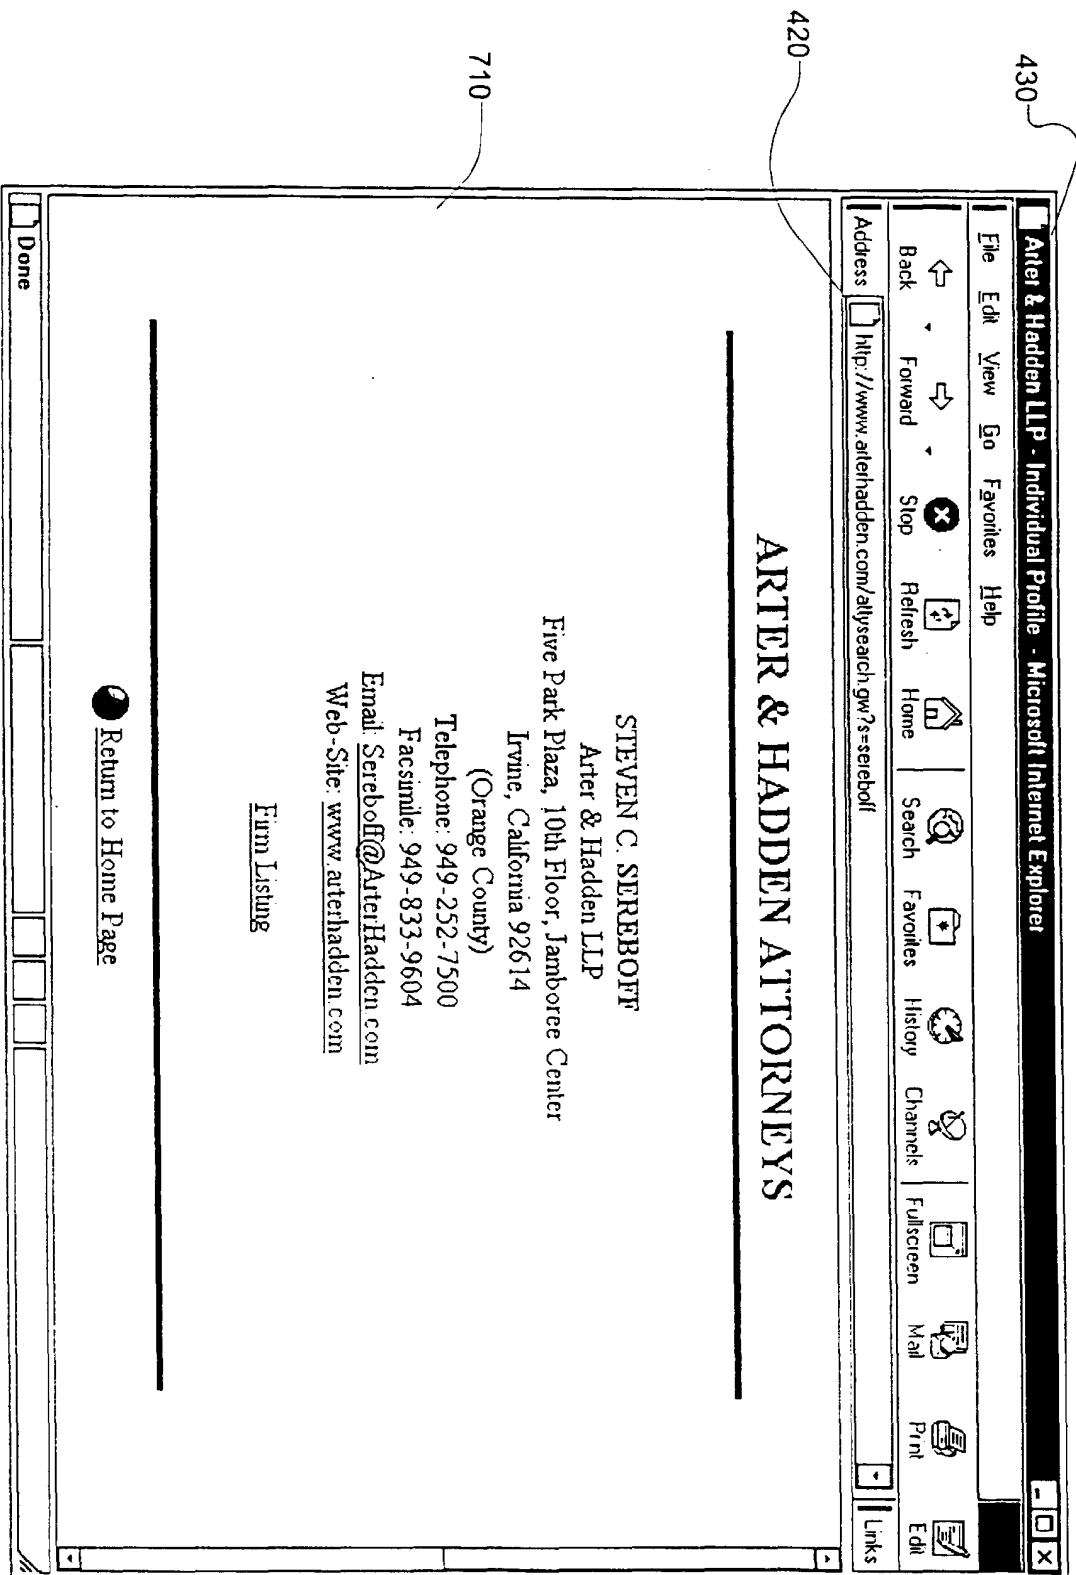 430
420
710
Arter & Hadden LLP - Individual Profile - Microsoft Internet Explorer
File Edit View Go Favorites Help
Back Forward Stop Refresh Home Search Favorites History Channels Fullscreen Mail Print Edit
Address http://www.arterhadden.com/attysearch.gw?s=sereboff Links
ARTER & HADDEN ATTORNEYS
STEVEN C. SEREBOFF
Arter & Hadden LLP
Five Park Plaza, 10th Floor, Jamboree Center
Irvine, California 92614
(Orange County)
Telephone: 949-252-7500
Facsimile: 949-833-9604
Email: Sereboff@ArterHadden.com
Web-Site: www.arterhadden.com
Firm Listing
Return to Home Page
Done